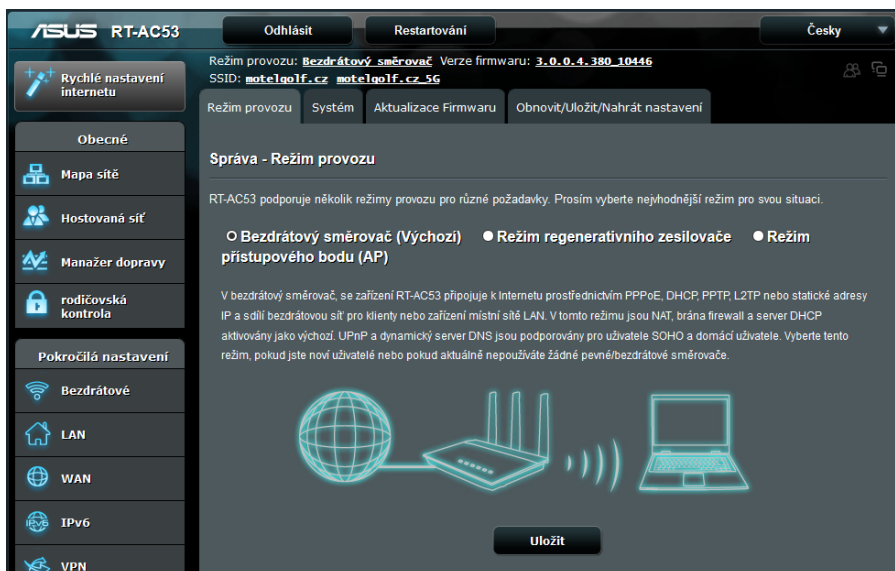 ASUS RT-AC53
Odhlásit
Restartování
Česky
Rychlé nastavení
internetu
Režim provozu: Bezdrátový směrovač Verze firmwaru: 3.0.0.4.380_10446
SSID: motelgolf.cz motelgolf.cz_5G
Režim provozu
Systém
Aktualizace Firmwaru
Obnovit/Uložit/Nahrát nastavení
Obecné
Mapa sítě
Hostovaná síť
Manažer dopravy
rodičovská
kontrola
Pokročilá nastavení
Bezdrátové
LAN
WAN
IPv6
VPN
Správa - Režim provozu
RT-AC53 podporuje několik režimy provozu pro různé požadavky. Prosím vyberte nejvhodnější režim pro svou situaci.
Bezdrátový směrovač (Výchozí) Režim regenerativního zesilovače Režim
přístupového bodu (AP)
V bezdrátový směrovač, se zařízení RT-AC53 připojuje k Internetu prostřednictvím PPPoE, DHCP, PPTP, L2TP nebo statické adresy
IP a sdílí bezdrátovou síť pro klienty nebo zařízení místní sítě LAN. V tomto režimu jsou NAT, brána firewall a server DHCP
aktivovány jako výchozí. UPnP a dynamický server DNS jsou podporovány pro uživatele SOHO a domácí uživatele. Vyberte tento
režim, pokud jste noví uživatelé nebo pokud aktuálně nepoužíváte žádné pevné/bezdrátové směrovače.
Uložit